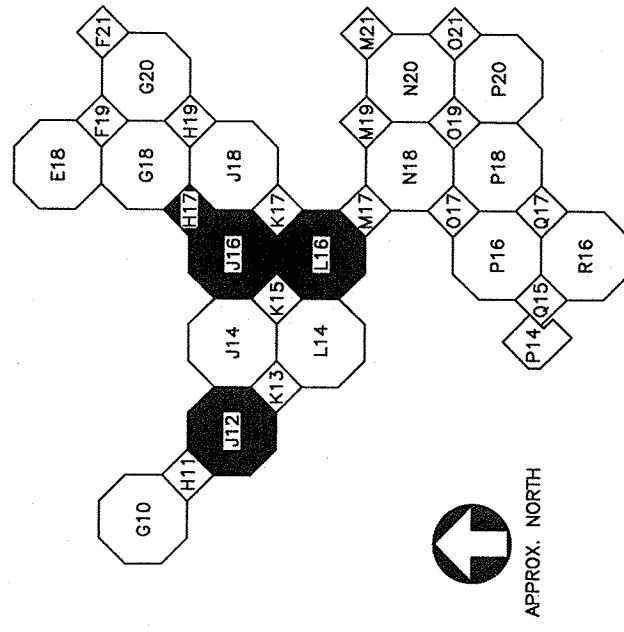 F21
M21
O21
G20
N20
P20
E18
F19
H19
M19
O19
G18
J18
N18
P18
H17
K17
M17
O17
Q17
J16
L16
P16
R16
K15
Q15
J14
L14
P14
K13
J12
H11
G10
APPROX. NORTH